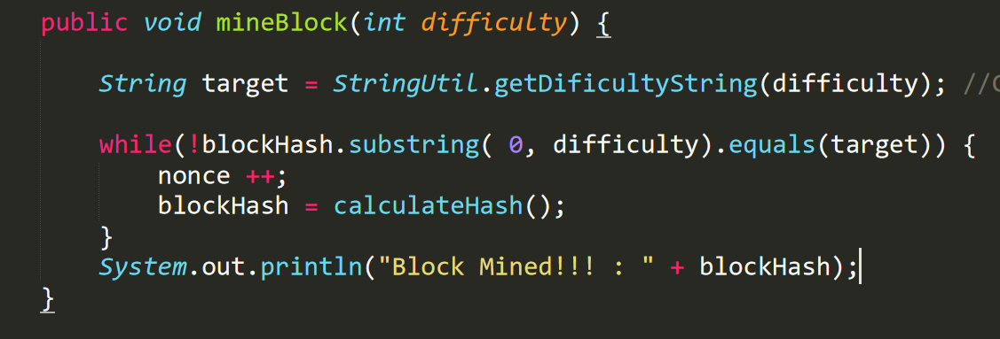 public void mineBlock(int difficulty) {
String target = StringUtil.getDificultyString(difficulty); //
while(!blockHash.substring( 0, difficulty).equals(target)) {
nonce ++;
blockHash = calculateHash();
}
System.out.println("Block Mined!!! : " + blockHash);
}